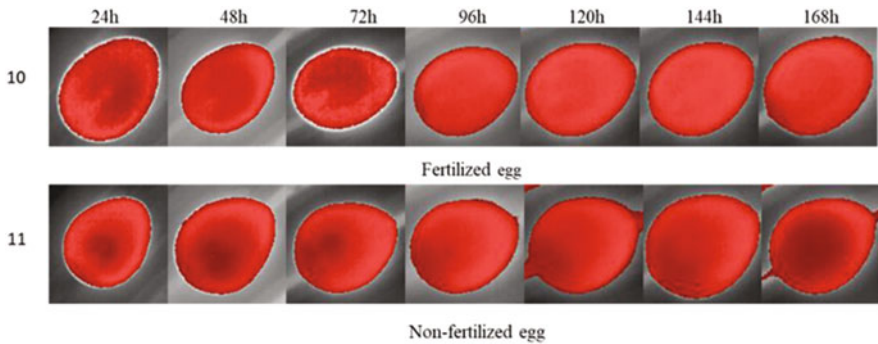 24h 48h 72h 96h 120h 144h 168h
10
Fertilized egg
11
Non-fertilized egg